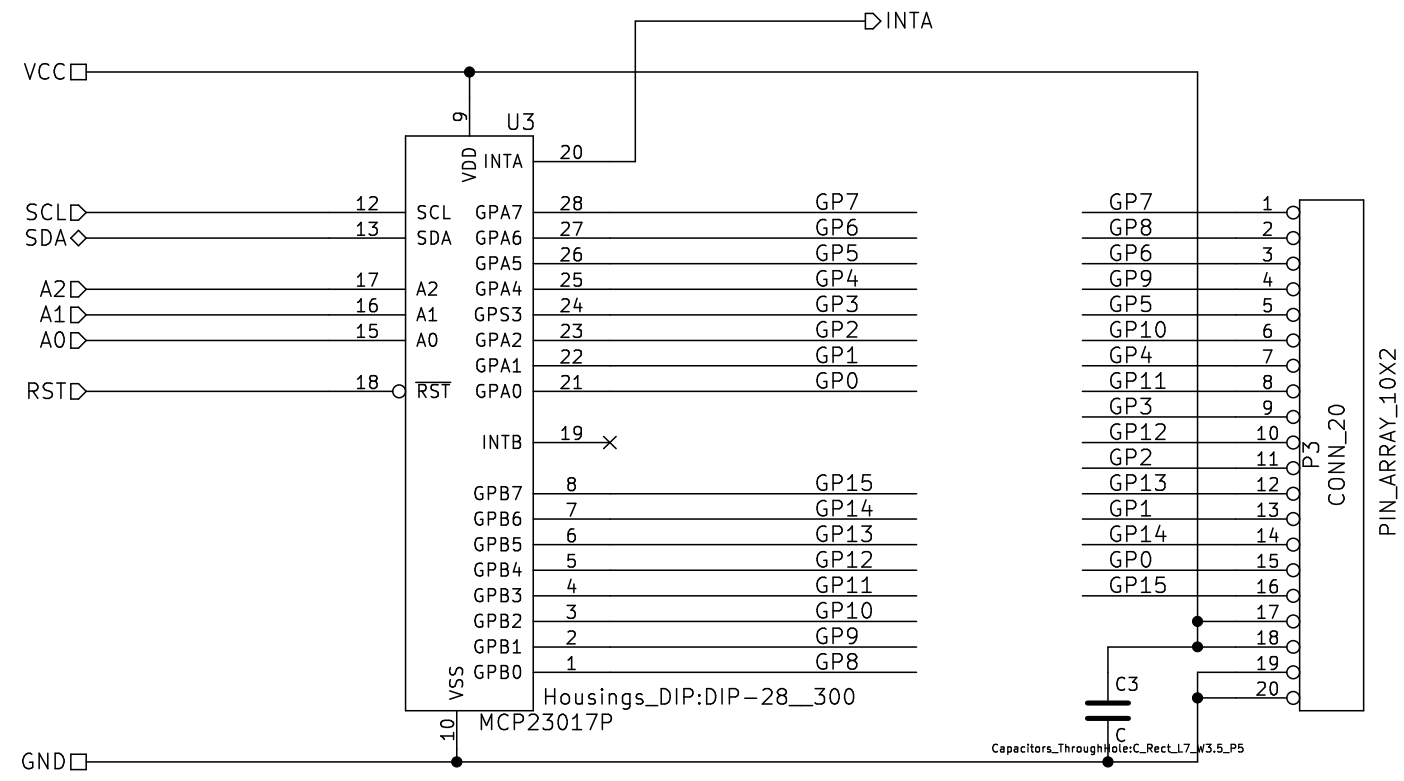 INTA
VCC
9
U3
VDD
INTA 20
SCL 12 SCL GPA7 28 GP7 GP7 1
SDA 13 SDA GPA6 27 GP6 GP8 2
GPA5 26 GP5 GP6 3
A2 17 A2 GPA4 25 GP4 GP9 4
A1 16 A1 GPS3 24 GP3 GP5 5
A0 15 A0 GPA2 23 GP2 GP10 6
GPA1 22 GP1 GP4 7
RST 18 RST GPA0 21 GP0 GP11 8
GP3 9
INTB 19 GP12 10
GP2 11
GPB7 8 GP15 GP13 12
GPB6 7 GP14 GP1 13
GPB5 6 GP13 GP14 14
GPB4 5 GP12 GP0 15
GPB3 4 GP11 GP15 16
GPB2 3 GP10 17
GPB1 2 GP9 18
GPB0 1 GP8 19
20
P3
CONN_20
PIN_ARRAY_10X2
VSS
10
Housings_DIP:DIP-28__300
MCP23017P
C3
C
Capacitors_ThroughHole:C_Rect_L7_W3.5_P5
GND